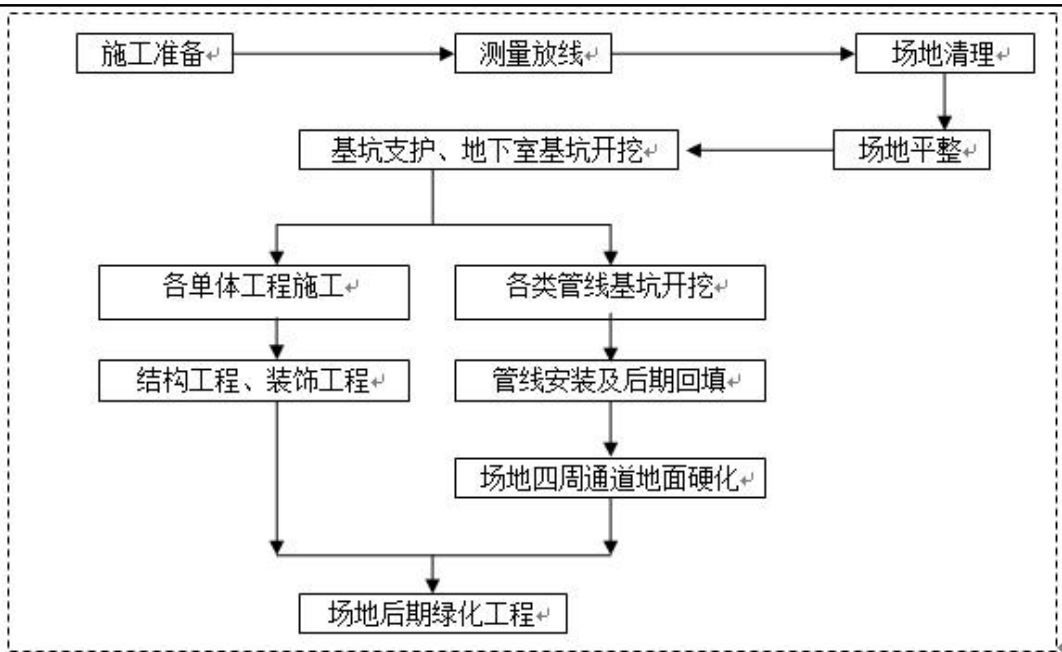 施工准备
测量放线
场地清理
基坑支护、地下室基坑开挖
场地平整
各单体工程施工
各类管线基坑开挖
结构工程、装饰工程
管线安装及后期回填
场地四周通道地面硬化
场地后期绿化工程